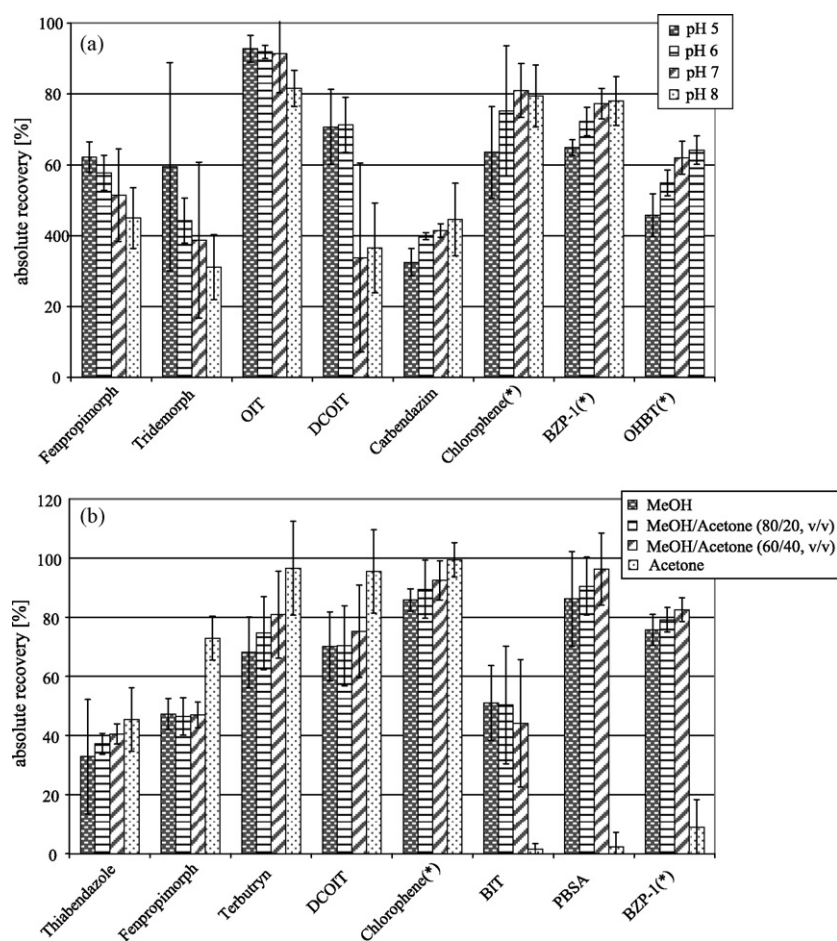 (a)
absolute recovery [%]
100
80
60
400
20
0
pH 5
pH 6
pH 7
pH 8
Fenpropimorph
Tridemorph
OIT
DCOIT
Carbendazim
Chlorophene(*)
BZP-1(*)
OHBT(*)
(b)
absolute recovery [%]
120
100
80
60
40
20
0
MeOH
MeOH/Acetone (80/20, v/v)
MeOH/Acetone (60/40, v/v)
Acetone
Thiabendazole
Fenpropimorph
Terbutryn
DCOIT
Chlorophene(*)
BIT
PBSA
BZP-1(*)